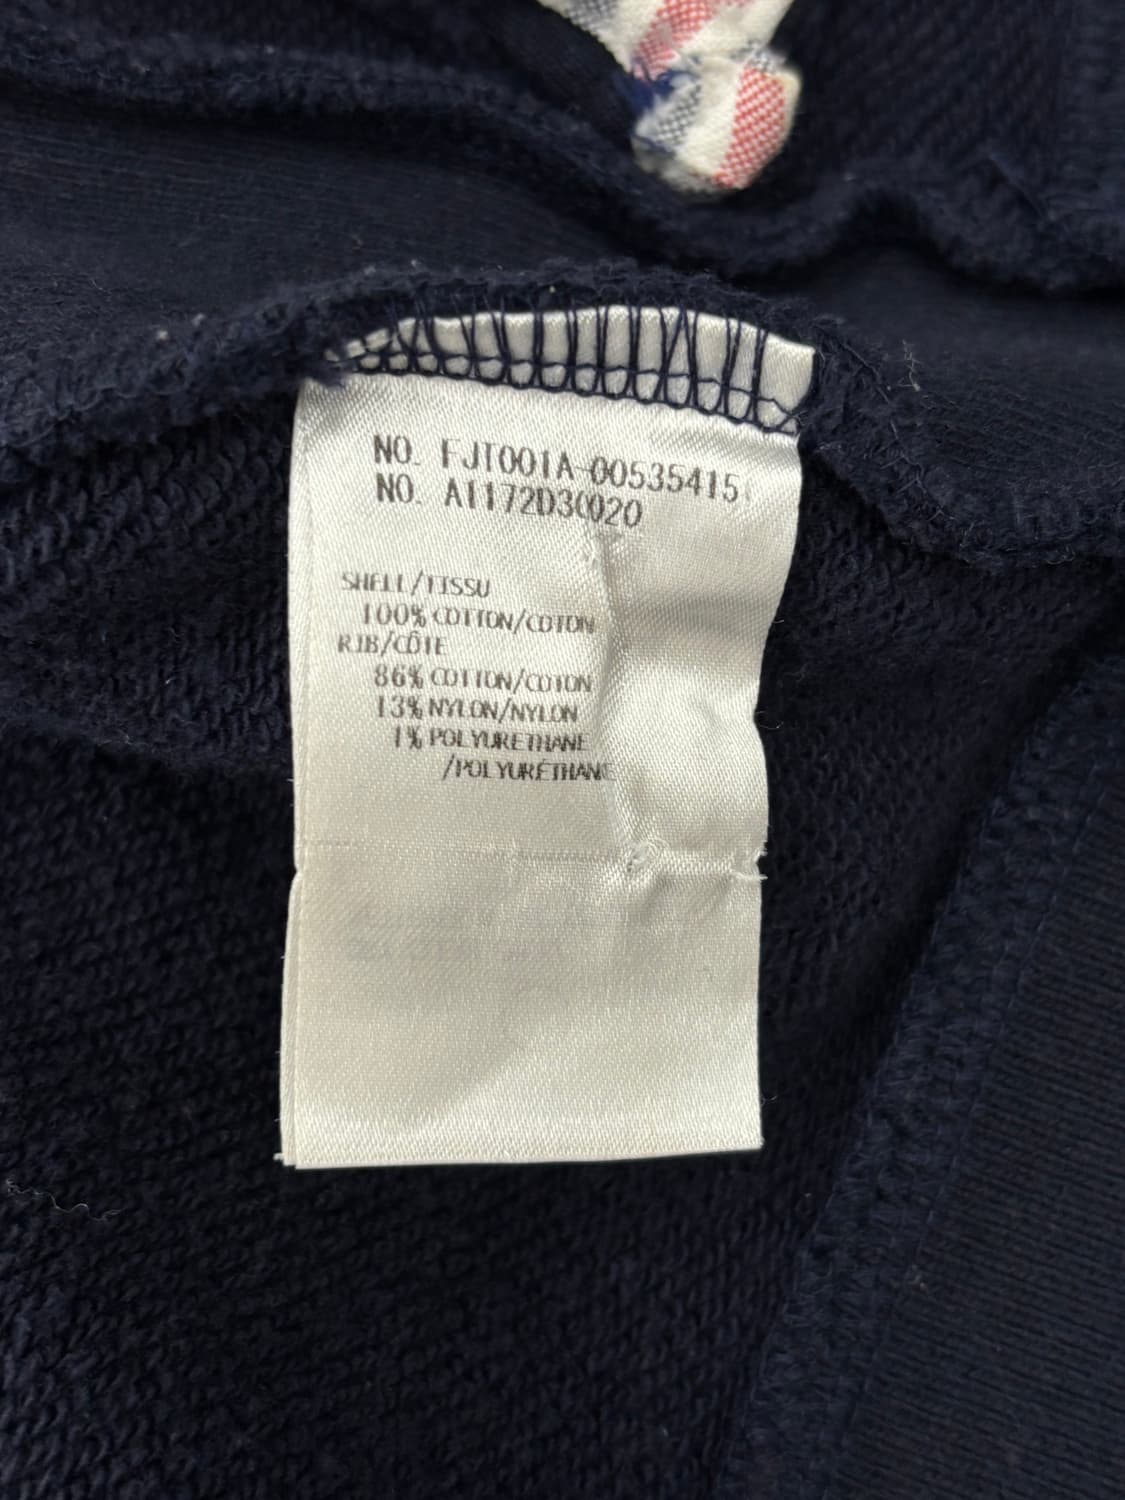 NO. FJT001A-00535415
NO. A1172D30020
SHELL/TISSU
100% COTTON/COTON
RIB/CÔTE
86% COTTON/COTON
13% NYLON/NYLON
1% POLYURETHANE
/POLYURÉTHANE